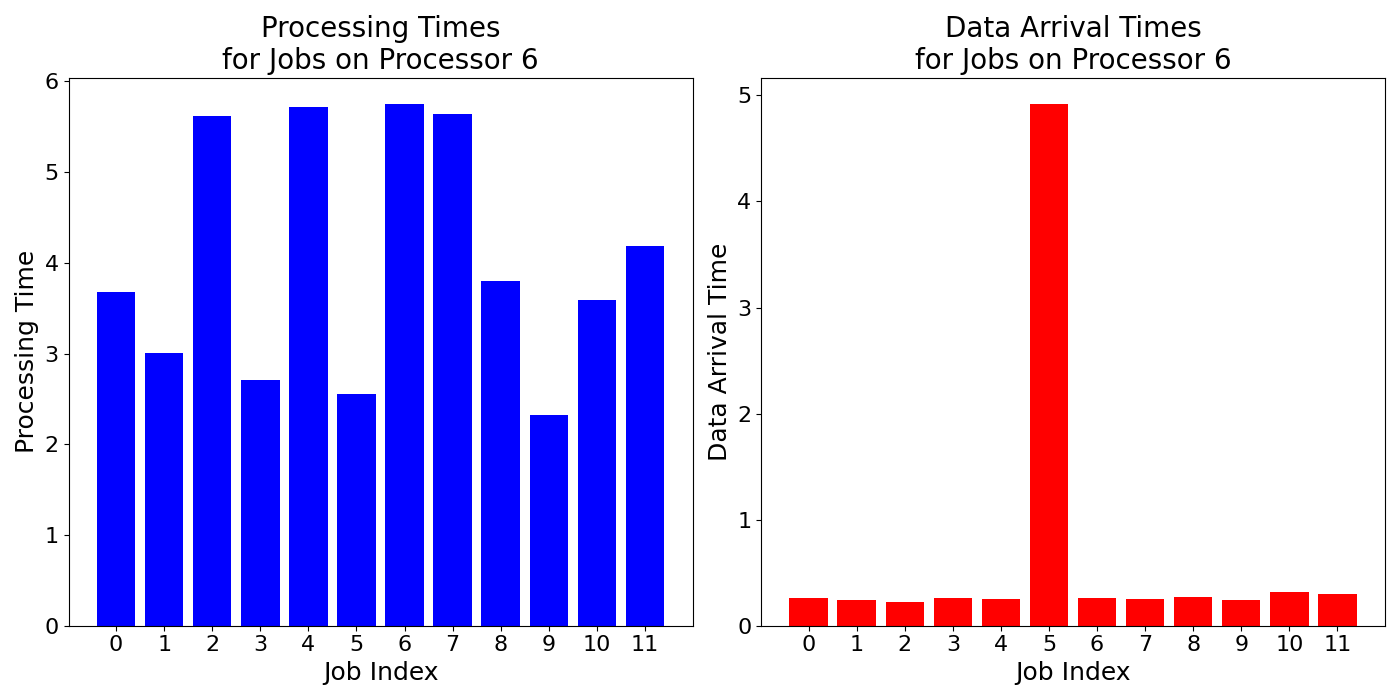 Processing Times
for Jobs on Processor 6
Processing Time
6
5
4
3
2
1
0
0 1 2 3 4 5 6 7 8 9 10 11
Job Index
Data Arrival Times
for Jobs on Processor 6
Data Arrival Time
5
4
3
2
1
0
0 1 2 3 4 5 6 7 8 9 10 11
Job Index